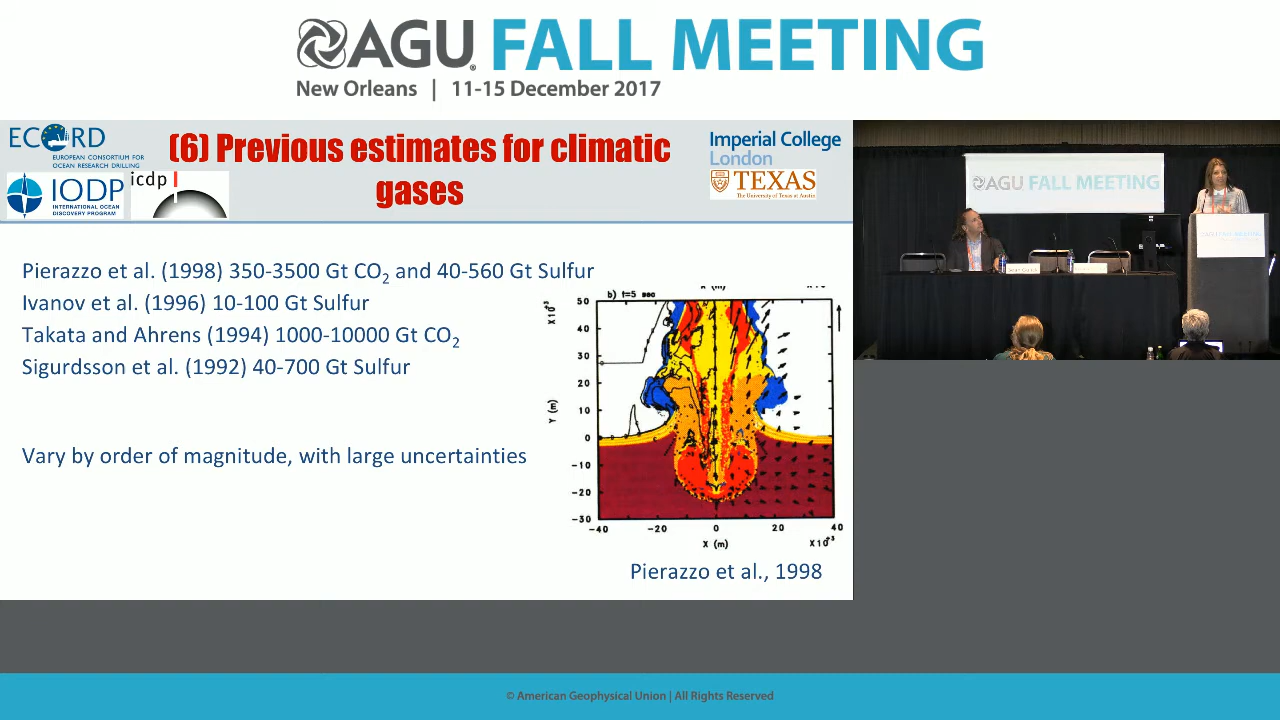 AGU FALL MEETING
New Orleans | 11-15 December 2017
ECORD
EUROPEAN CONSORTIUM FOR
OCEAN RESEARCH DRILLING
IODP
INTERNATIONAL OCEAN
DISCOVERY PROGRAM
icdp
(6) Previous estimates for climatic
gases
Imperial College
London
TEXAS
The University of Texas at Austin
Pierazzo et al. (1998) 350-3500 Gt CO2 and 40-560 Gt Sulfur
Ivanov et al. (1996) 10-100 Gt Sulfur
Takata and Ahrens (1994) 1000-10000 Gt CO2
Sigurdsson et al. (1992) 40-700 Gt Sulfur
Vary by order of magnitude, with large uncertainties
b) t=5 sec
X10+3
50
40
30
20
10
0
-10
-20
-30
Y (m)
-40 -20 0 20 40
X (m) X10+3
Pierazzo et al., 1998
AGU FALL MEETING
AGU FALL MEETING
© American Geophysical Union | All Rights Reserved